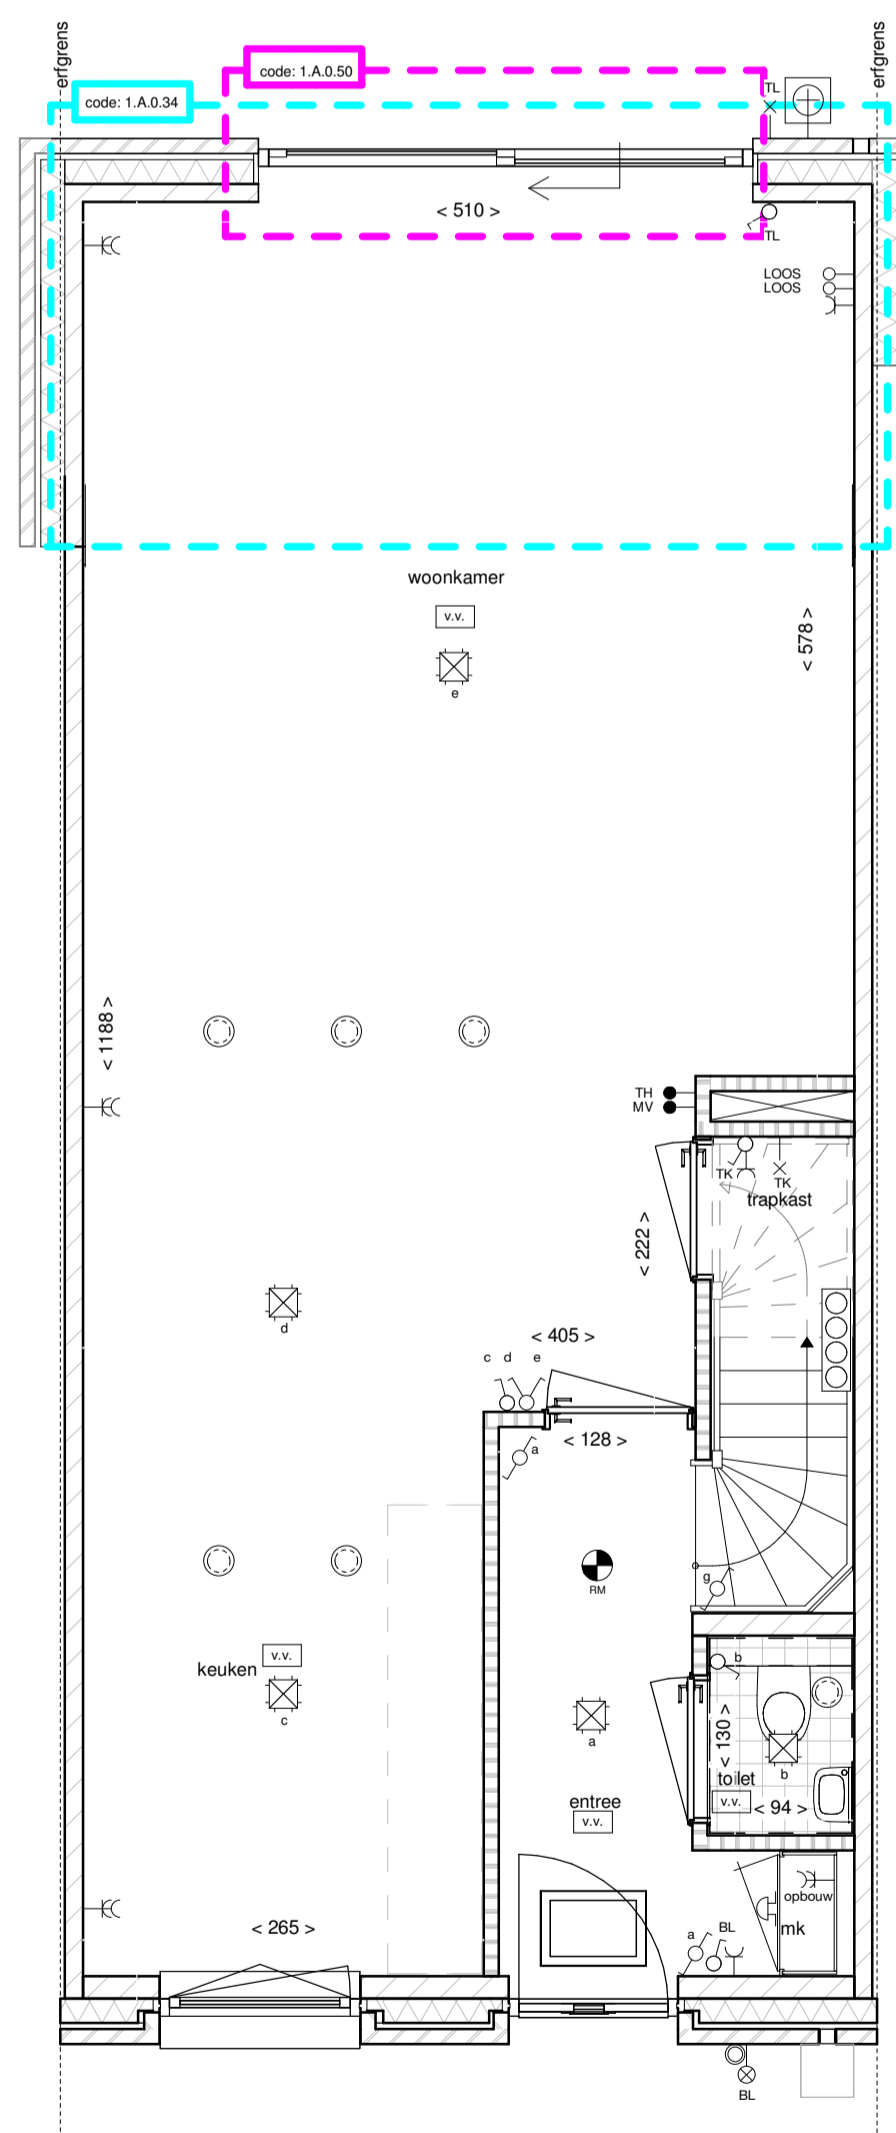 erfgrens
erfgrens
code: 1.A.0.50
code: 1.A.0.34
TL
< 510 >
TL
LOOS
LOOS
woonkamer
v.v.
e
< 578 >
< 1188 >
TH
MV
TK
TK
trapkast
< 222 >
d
< 405 >
c d e
a
< 128 >
RM
g
keuken
v.v.
c
b
a
< 130 >
b
toilet
v.v.
< 94 >
entree
v.v.
opbouw
mk
a
BL
< 265 >
BL